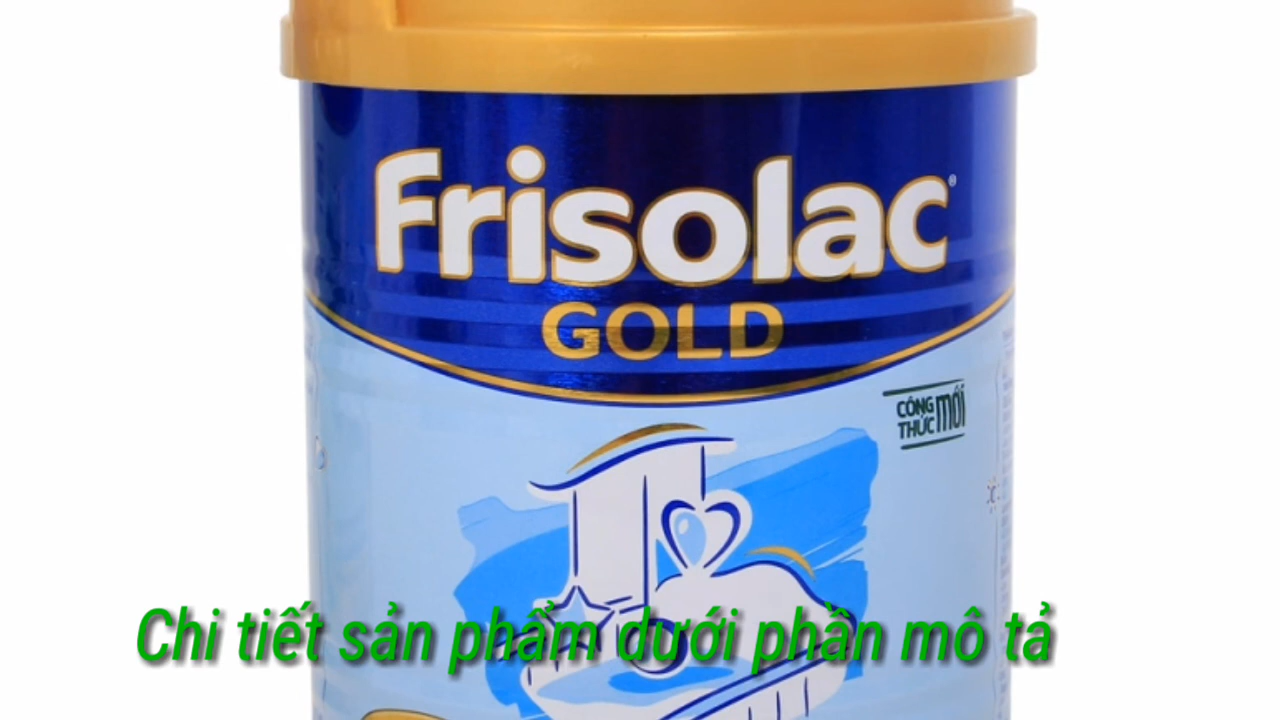 Frisolac®
GOLD
CÔNG THỨC MỚI
Chi tiết sản phẩm dưới phần mô tả